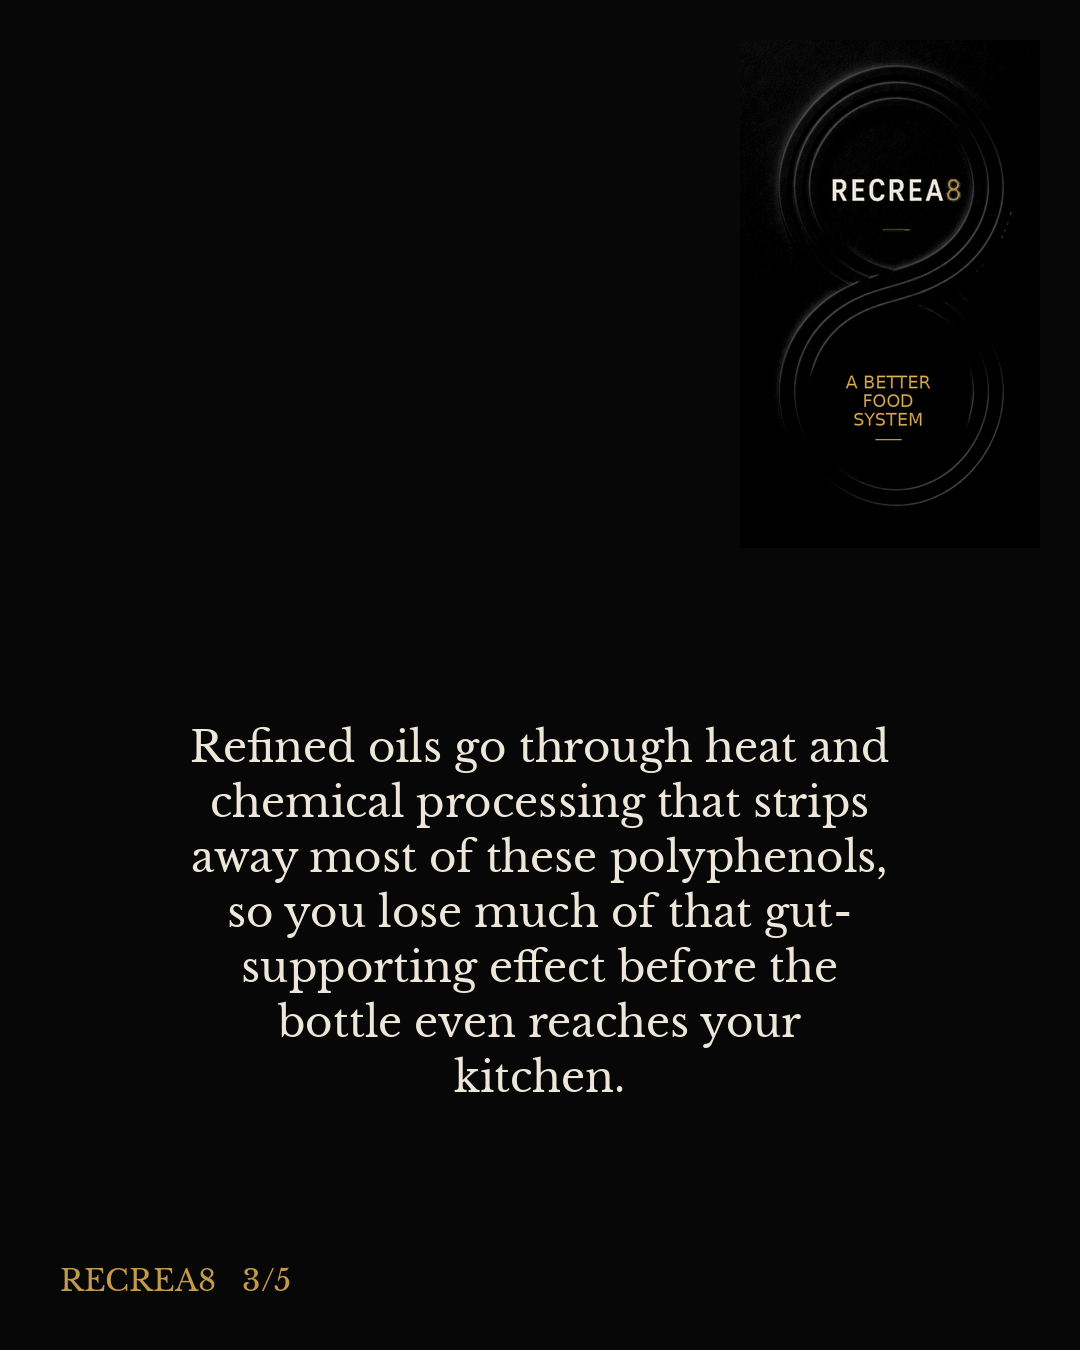 RECREA8
A BETTER
FOOD
SYSTEM
Refined oils go through heat and
chemical processing that strips
away most of these polyphenols,
so you lose much of that gut-
supporting effect before the
bottle even reaches your
kitchen.
RECREA8 3/5